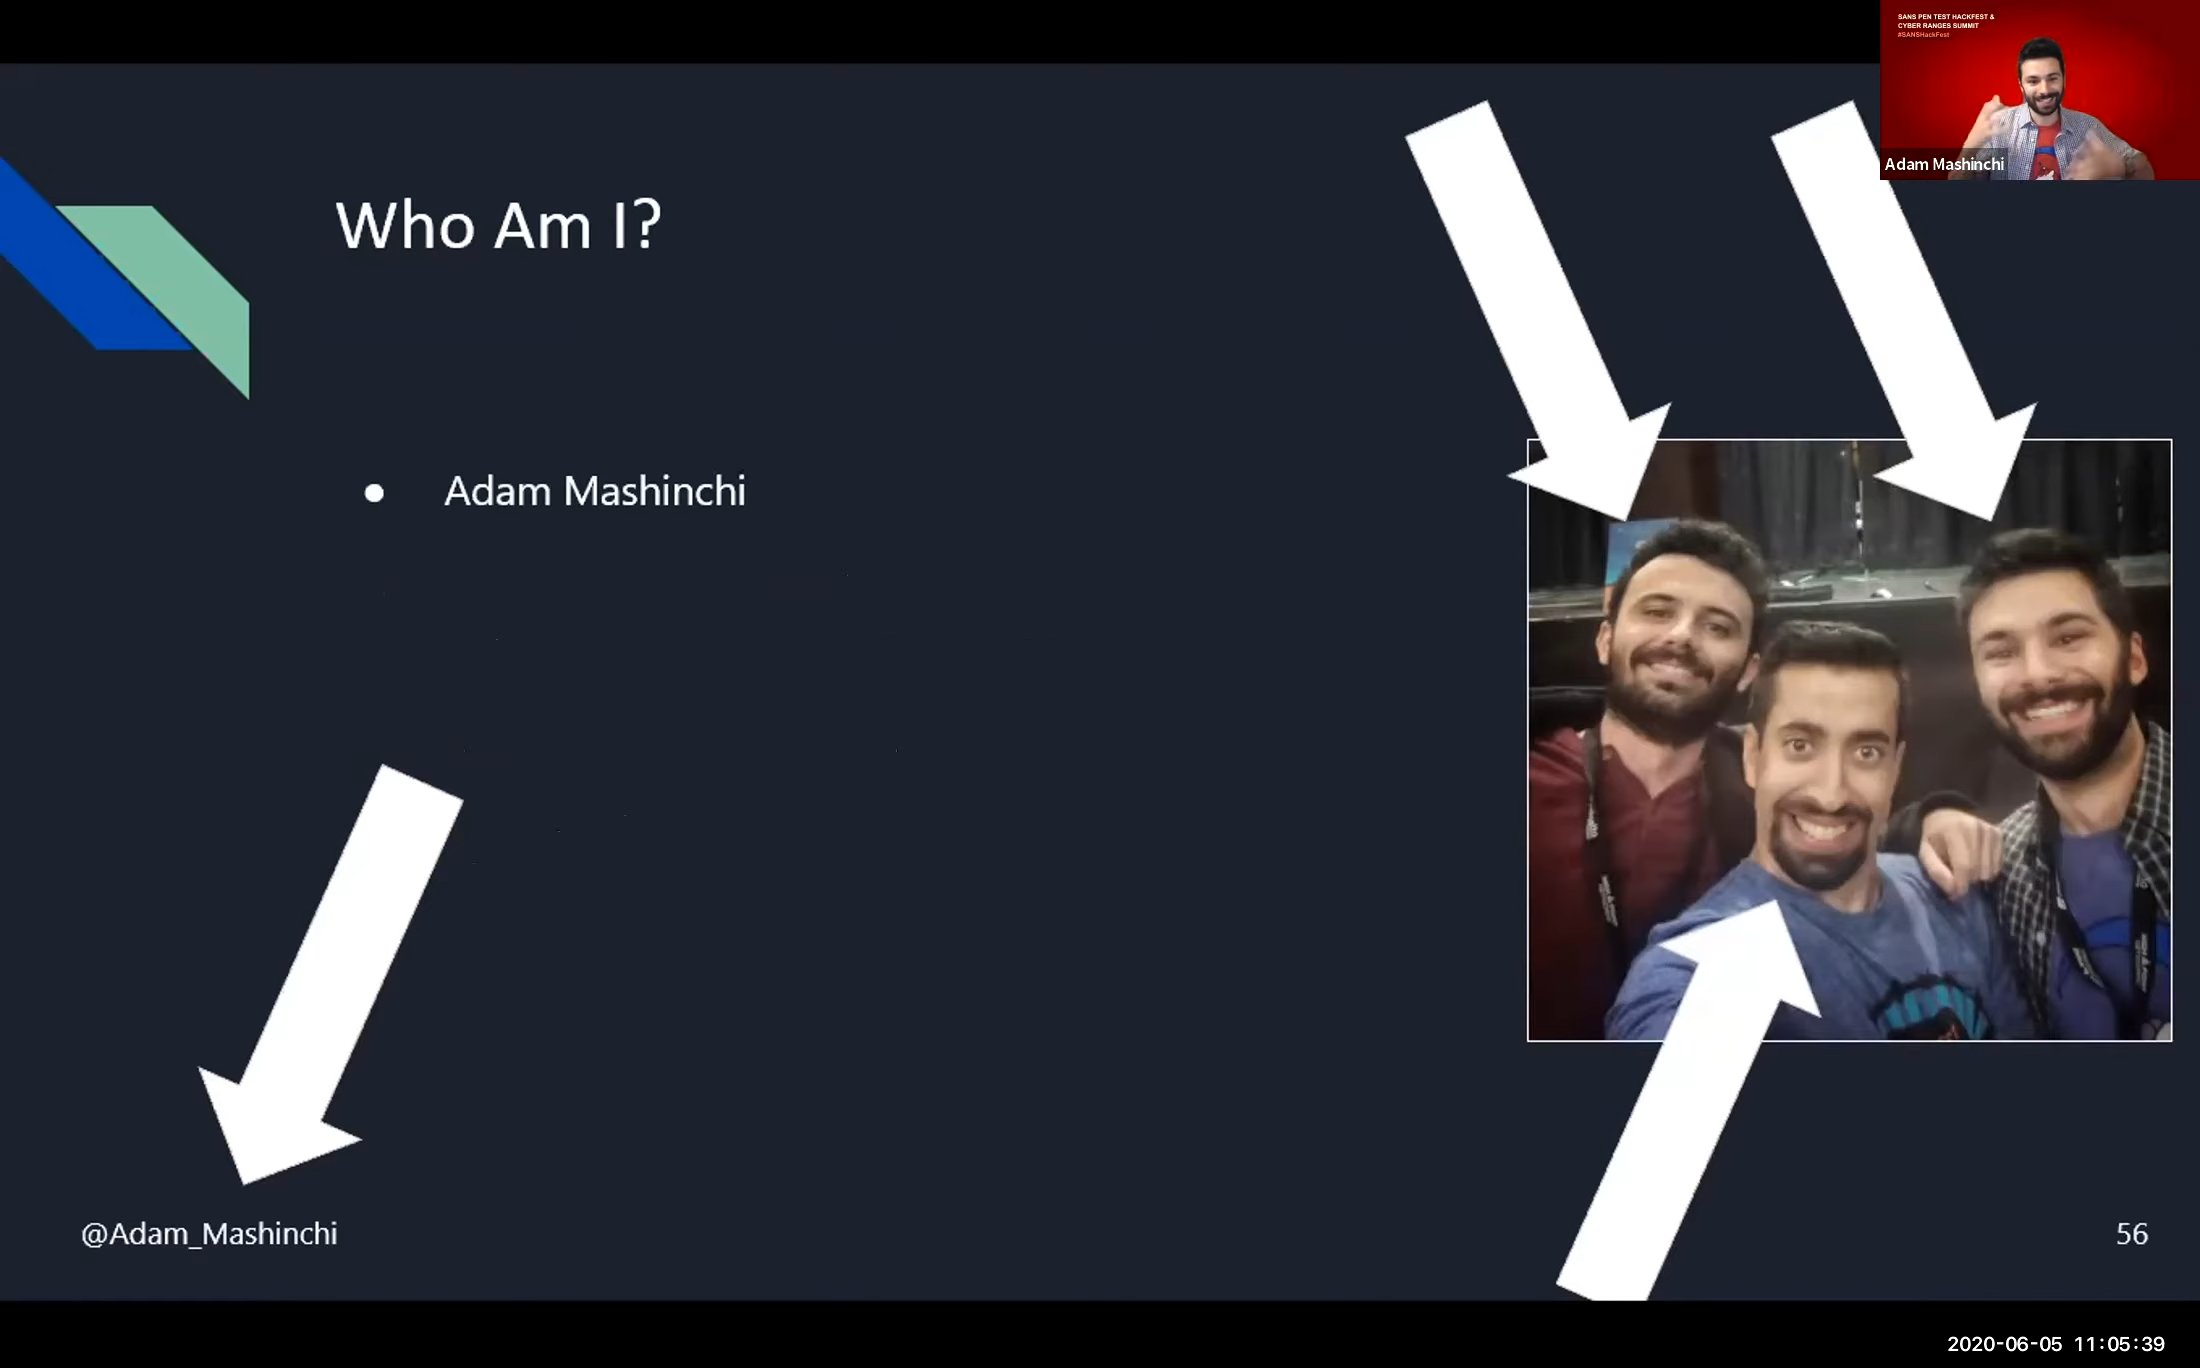 SANS PEN TEST HACKFEST &
CYBER RANGES SUMMIT
#SANSHackFest
Adam Mashinchi
Who Am I?
● Adam Mashinchi
@Adam_Mashinchi
56
2020-06-05 11:05:39